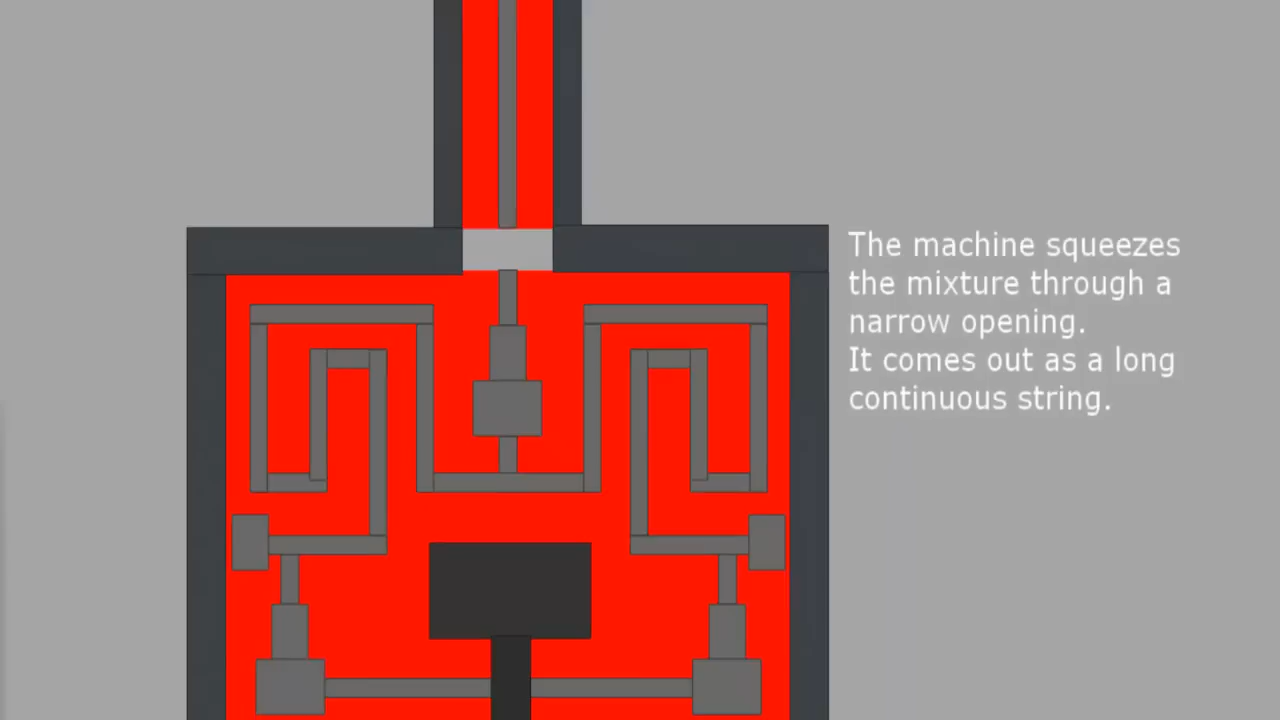 The machine squeezes
the mixture through a
narrow opening.
It comes out as a long
continuous string.